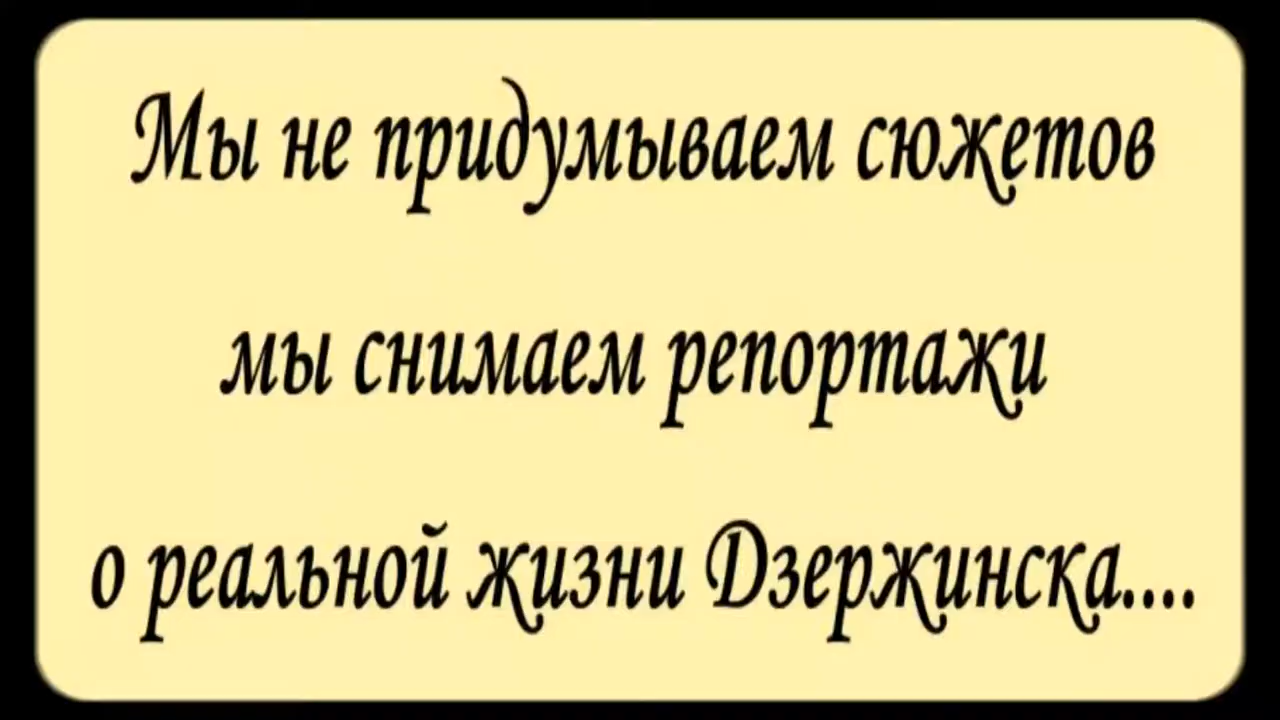 Мы не придумываем сюжетов
мы снимаем репортажи
о реальной жизни Дзержинска....